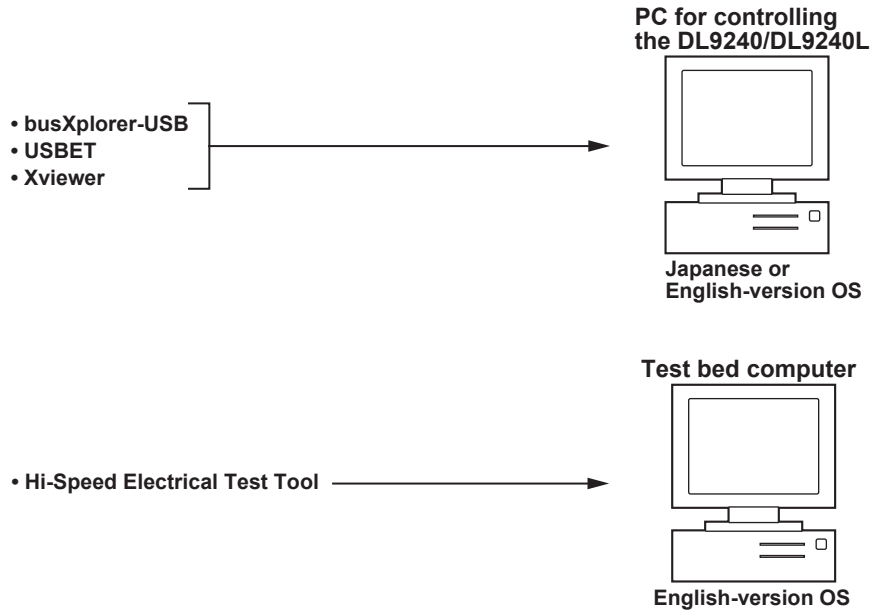 PC for controlling
the DL9240/DL9240L
• busXplorer-USB
• USBET
• Xviewer
Japanese or
English-version OS
Test bed computer
• Hi-Speed Electrical Test Tool
English-version OS